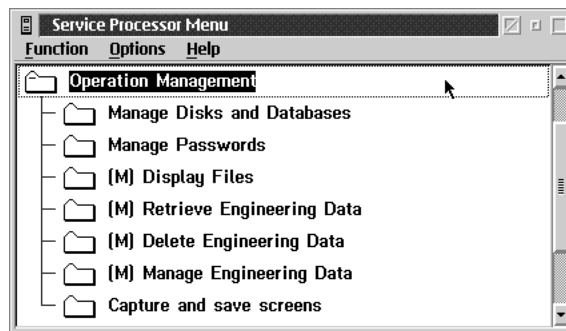 Service Processor Menu
Function Options Help
Operation Management
Manage Disks and Databases
Manage Passwords
(M) Display Files
(M) Retrieve Engineering Data
(M) Delete Engineering Data
(M) Manage Engineering Data
Capture and save screens